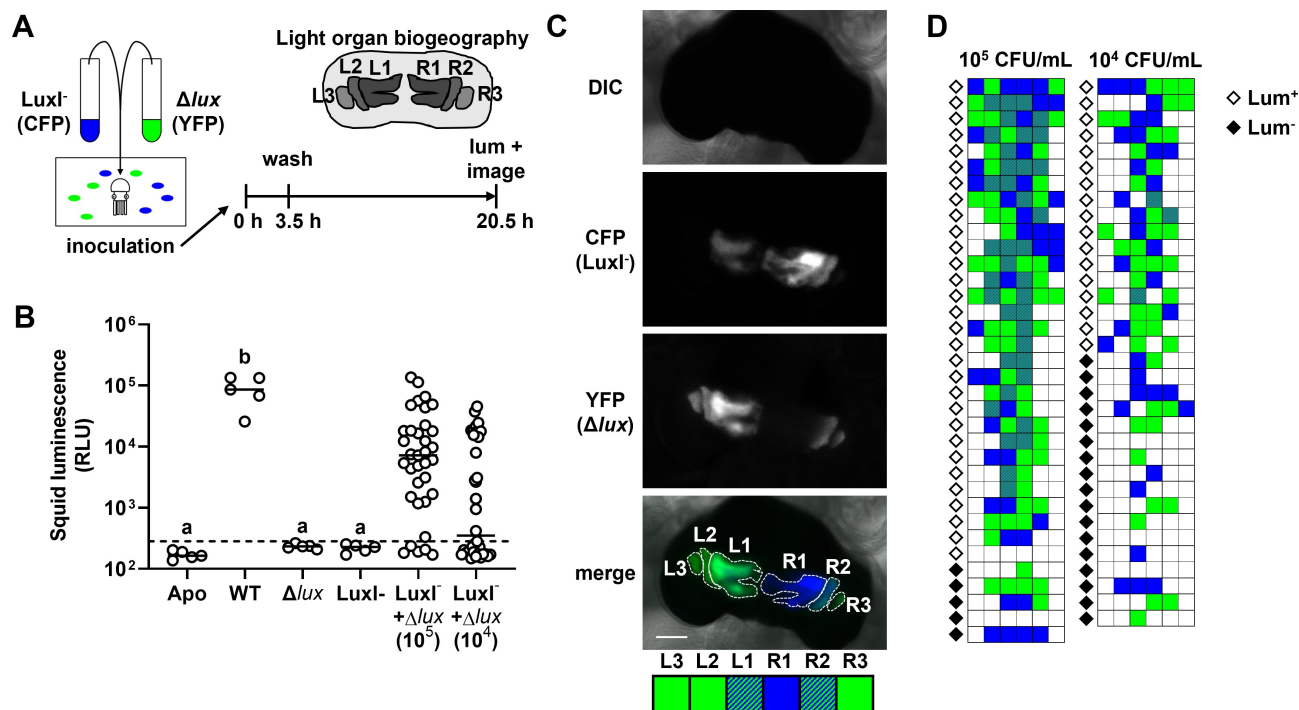 A
LuxI⁻
(CFP)
Δlux
(YFP)
inoculation
Light organ biogeography
L3 L2 L1 R1 R2 R3
wash
lum +
image
0 h 3.5 h 20.5 h
B
Squid luminescence
(RLU)
10⁶
10⁵
10⁴
10³
10²
a
b
a
a
Apo
WT
Δlux
LuxI-
LuxI⁻
+Δlux
(10⁵)
LuxI⁻
+Δlux
(10⁴)
C
DIC
CFP
(LuxI⁻)
YFP
(Δlux)
merge
L3 L2 L1 R1 R2 R3
L3 L2 L1 R1 R2 R3
D
10⁵ CFU/mL
10⁴ CFU/mL
Lum⁺
Lum⁻